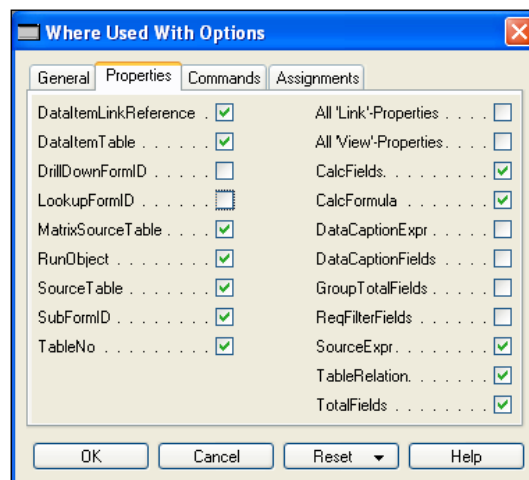 Where Used With Options
General Properties Commands Assignments
DataItemLinkReference .
DataItemTable . . . . . .
DrillDownFormID . . . . .
LookupFormID . . . . . .
MatrixSourceTable . . . .
RunObject . . . . . . . .
SourceTable . . . . . . .
SubFormID . . . . . . . .
TableNo . . . . . . . . .
All 'Link'-Properties . . . .
All 'View'-Properties . . . .
CalcFields. . . . . . . . .
CalcFormula . . . . . . .
DataCaptionExpr . . . . .
DataCaptionFields . . . .
GroupTotalFields . . . . .
ReqFilterFields . . . . . .
SourceExpr. . . . . . . .
TableRelation. . . . . . .
TotalFields . . . . . . . .
OK Cancel Reset Help